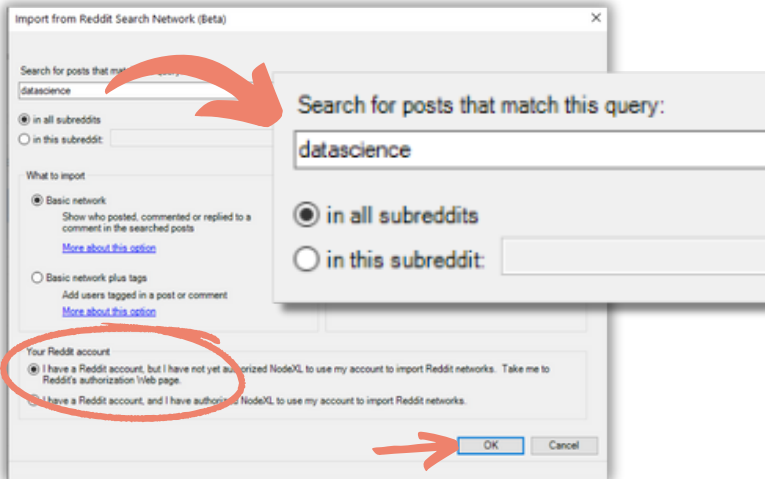 Import from Reddit Search Network (Beta)
Search for posts that
datascience
in all subreddits
in this subreddit:
Search for posts that match this query:
datascience
in all subreddits
in this subreddit:
What to import
Basic network
Show who posted, commented or replied to a
comment in the searched posts
More about this option
Basic network plus tags
Add users tagged in a post or comment
More about this option
Your Reddit account
I have a Reddit account, but I have not yet authorized NodeXL to use my account to import Reddit networks. Take me to
Reddit's authorization Web page.
I have a Reddit account, and I have authorized NodeXL to use my account to import Reddit networks.
OK
Cancel